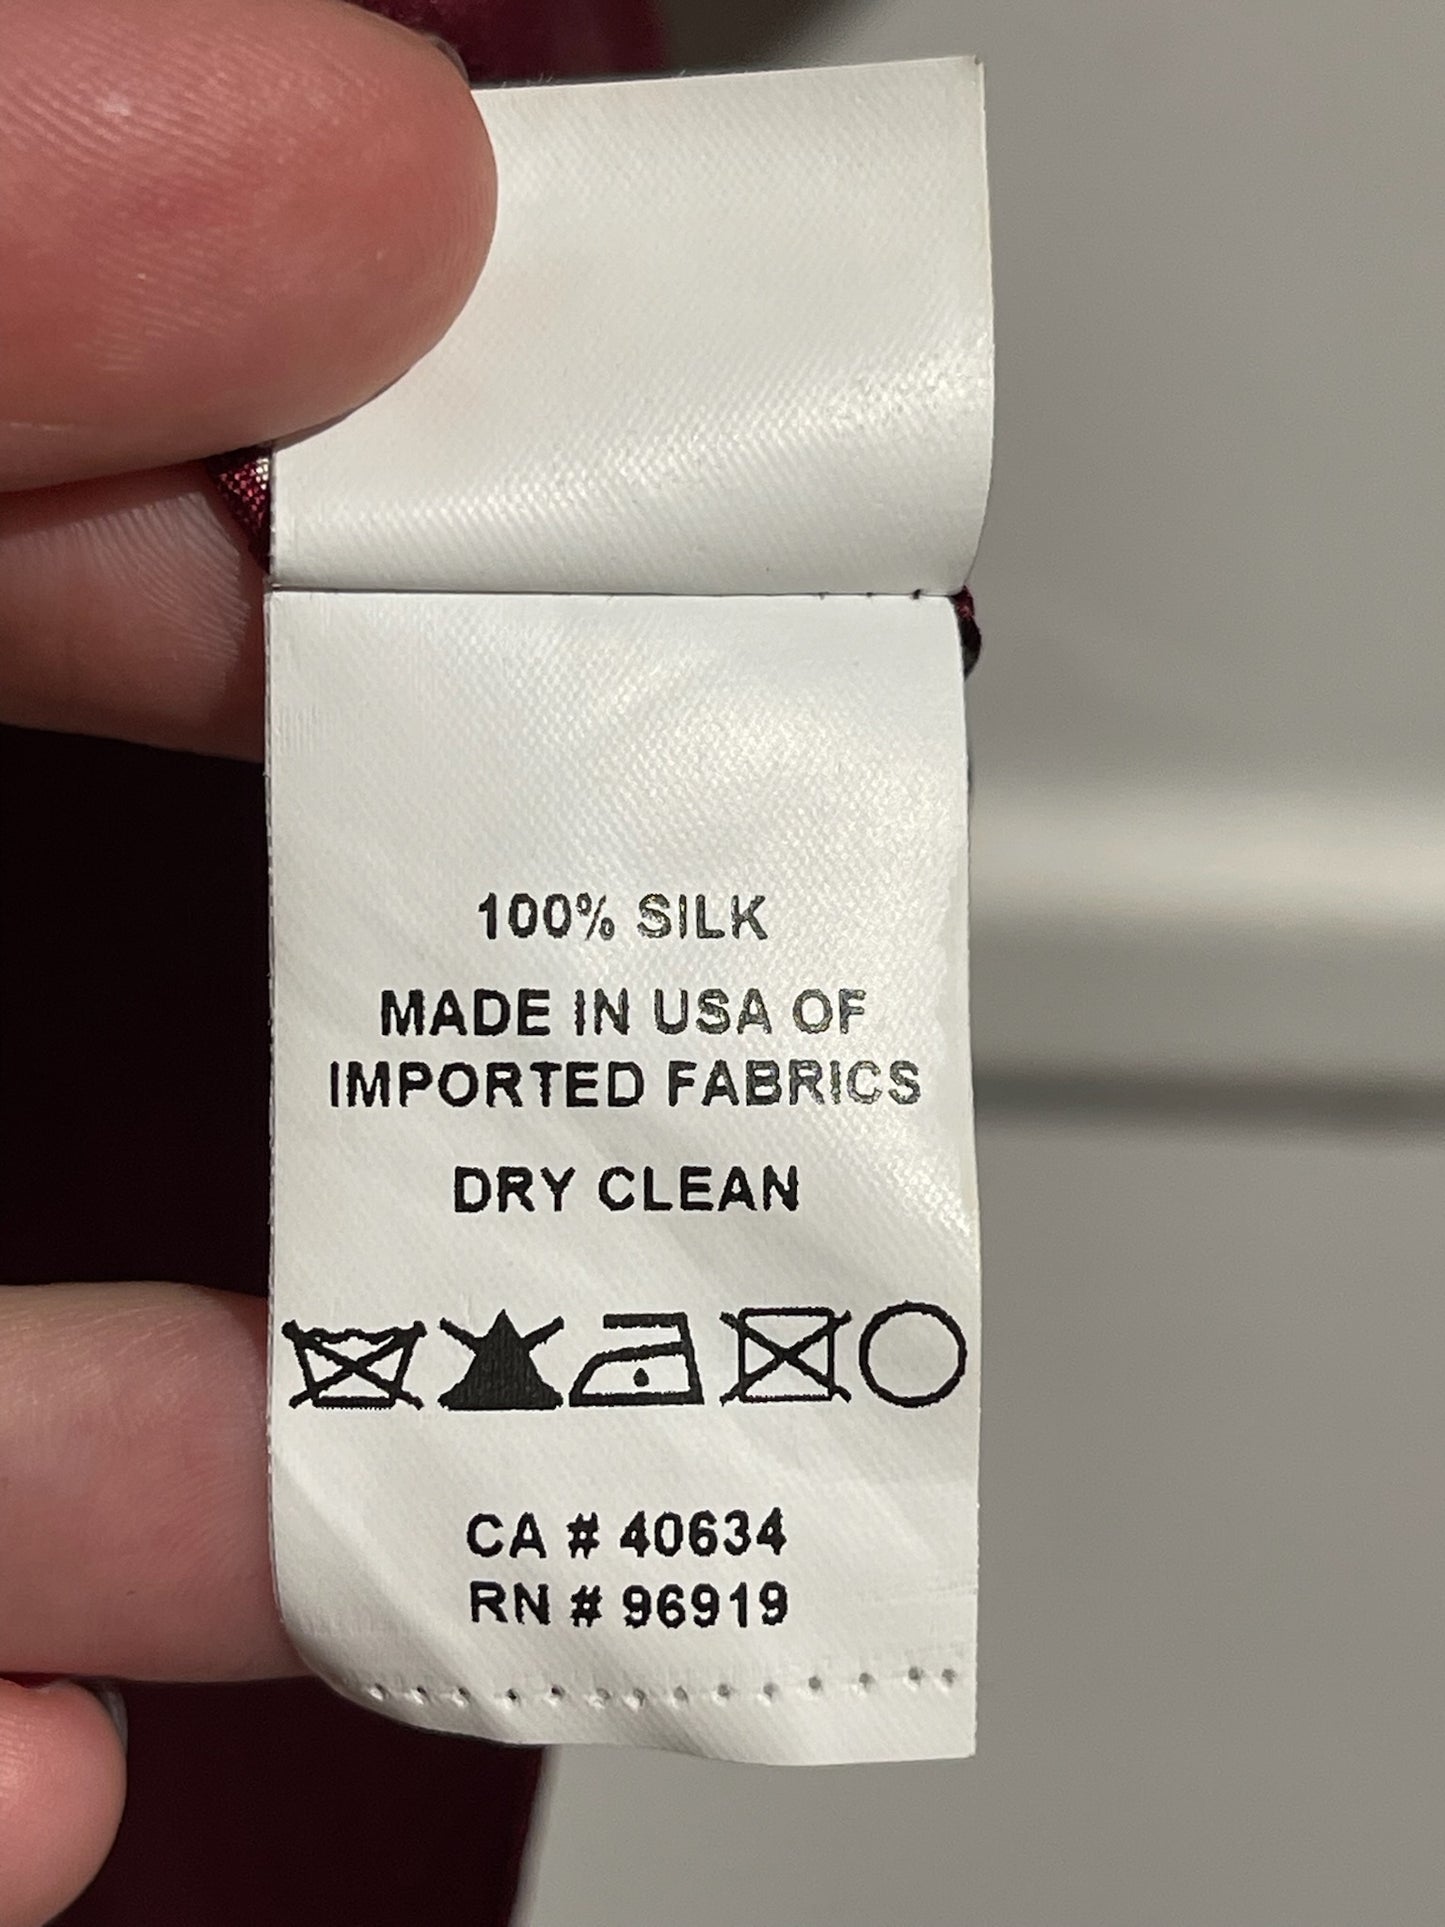 100% SILK
MADE IN USA OF
IMPORTED FABRICS
DRY CLEAN
CA # 40634
RN # 96919